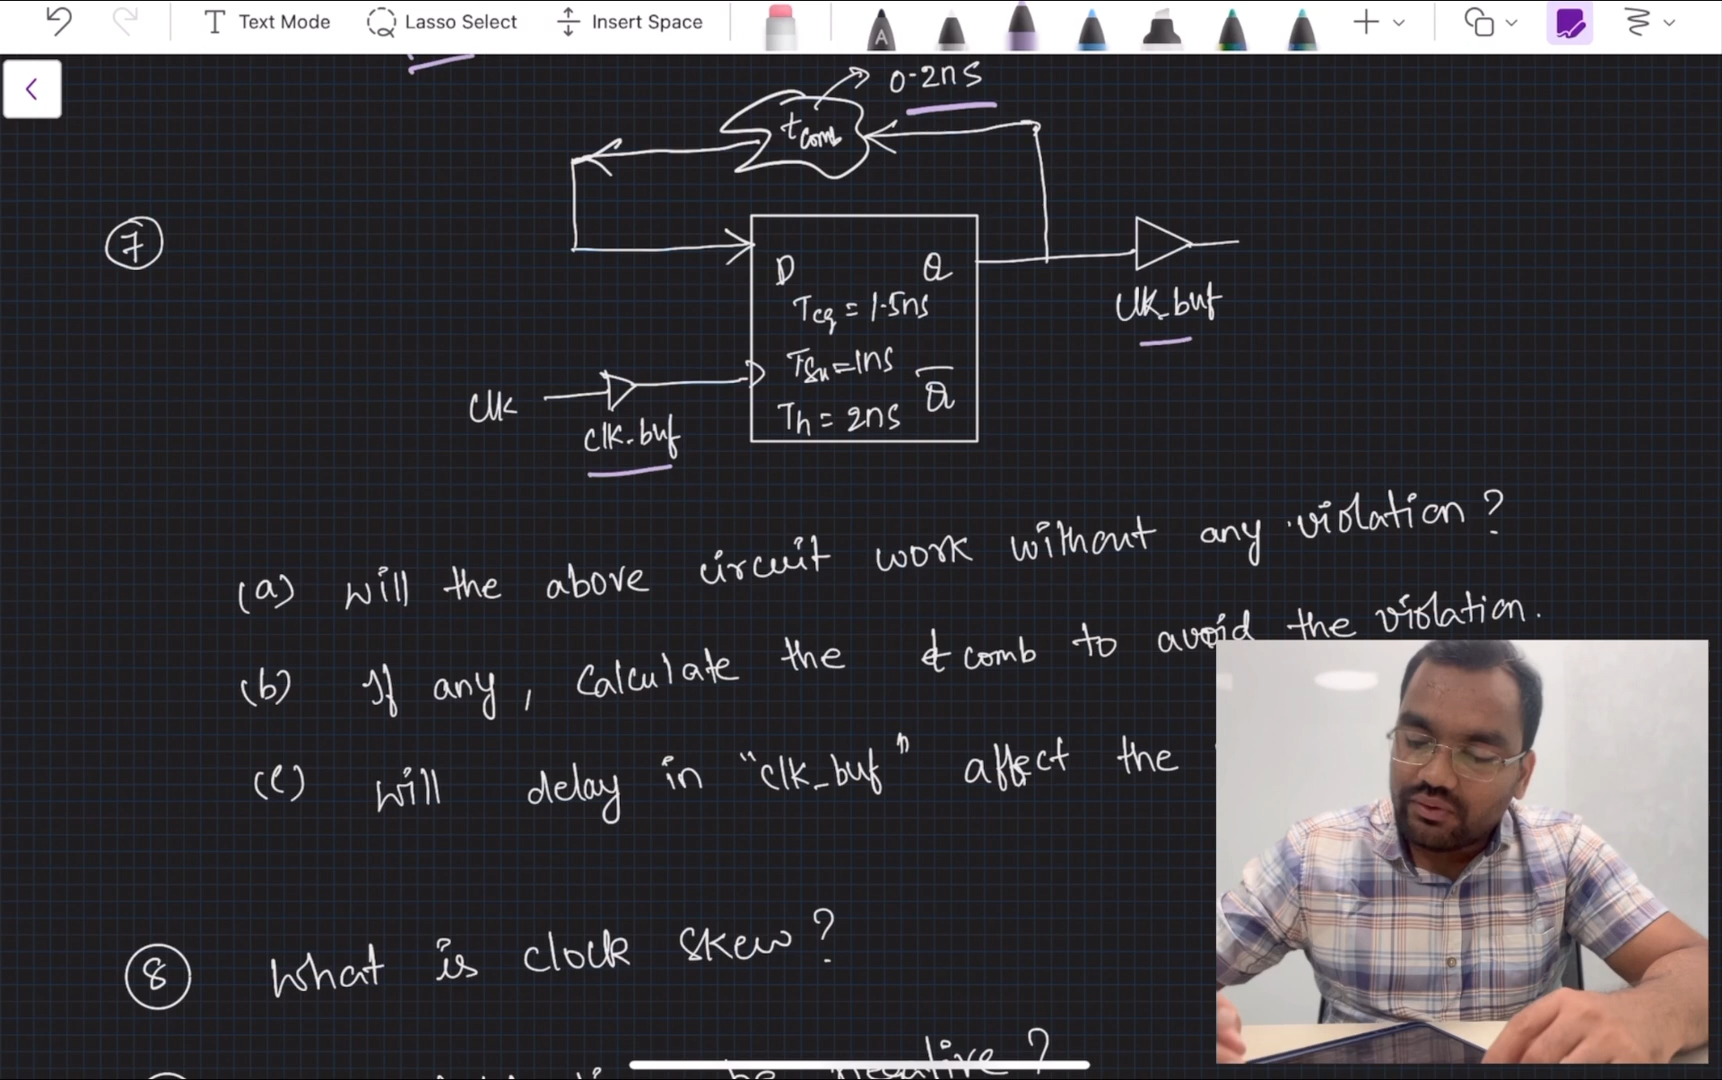 Text Mode Lasso Select Insert Space
A
0.2ns
tcomb
7
D Q
Tcq = 1.5ns
Tsu = 1ns
Th = 2ns Q
Clk
clk-buf
Clk_buf
(a) Will the above circuit work without any violation?
(b) If any, Calculate the t comb to avoid the violation.
(c) Will delay in "clk_buf" affect the
8 What is clock skew?
be negative?